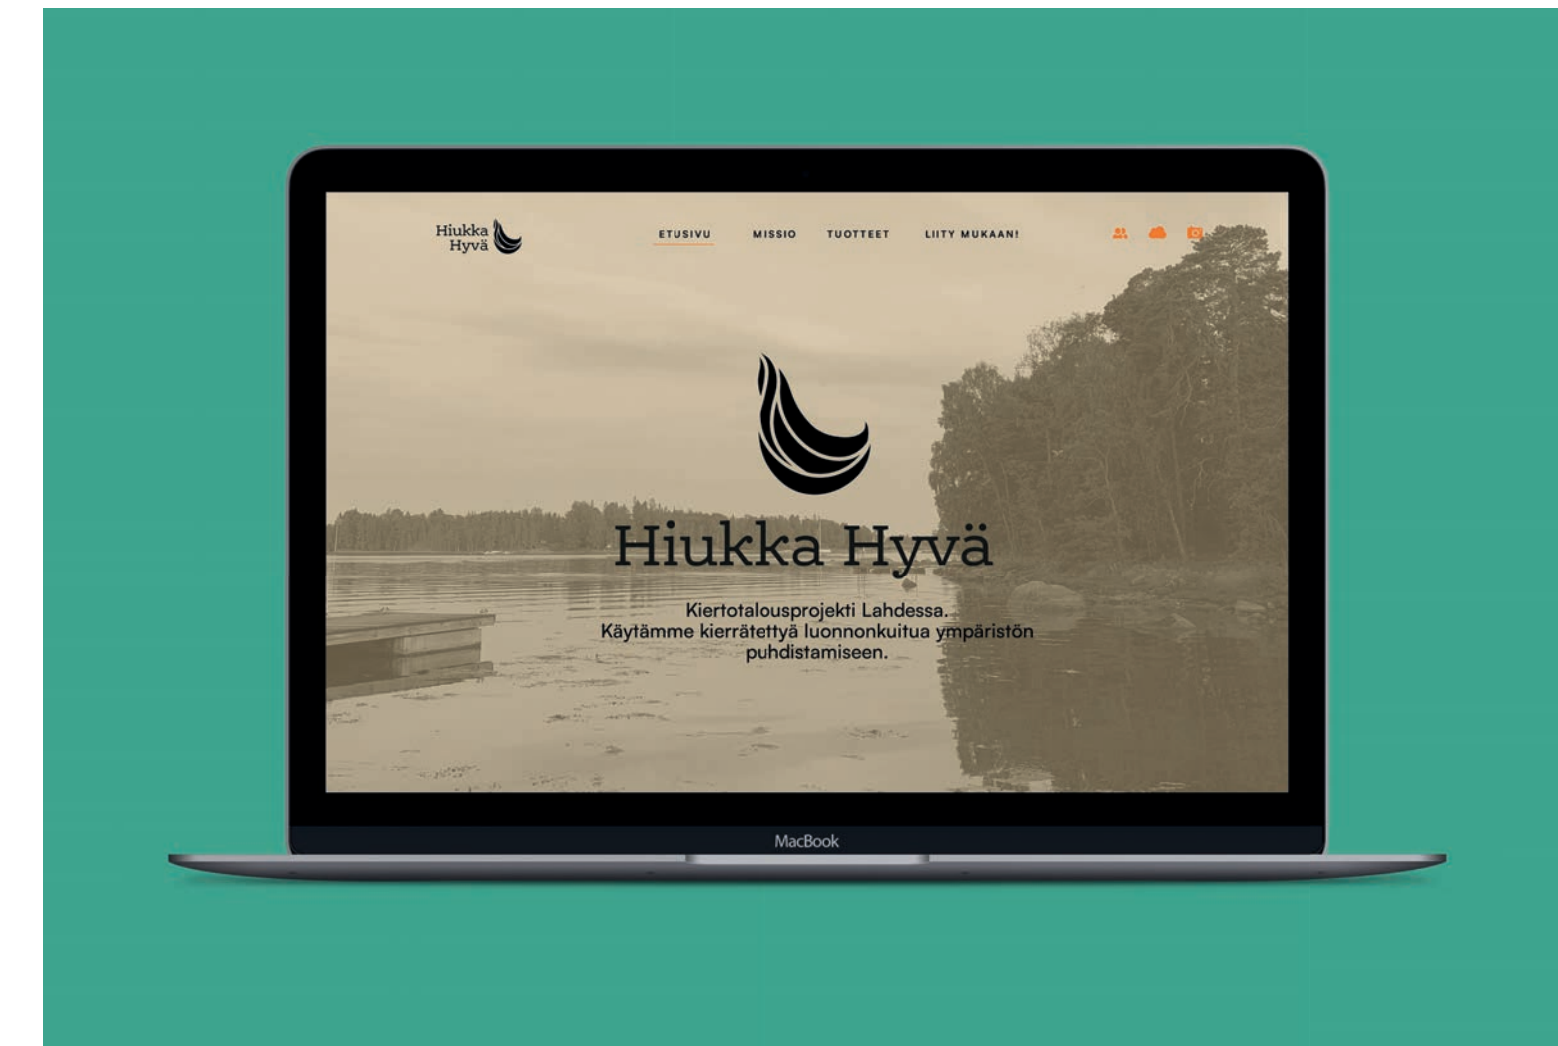 Hiukka
Hyvä
ETUSIVU MISSIO TUOTTEET LIITY MUKAAN!
Hiukka Hyvä
Kiertotalousprojekti Lahdessa.
Käytämme kierrätettyä luonnonkuitua ympäristön
puhdistamiseen.
MacBook